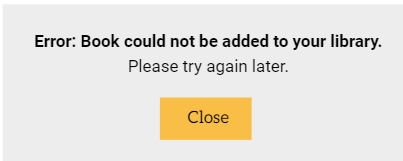 Error: Book could not be added to your library.
Please try again later.
Close